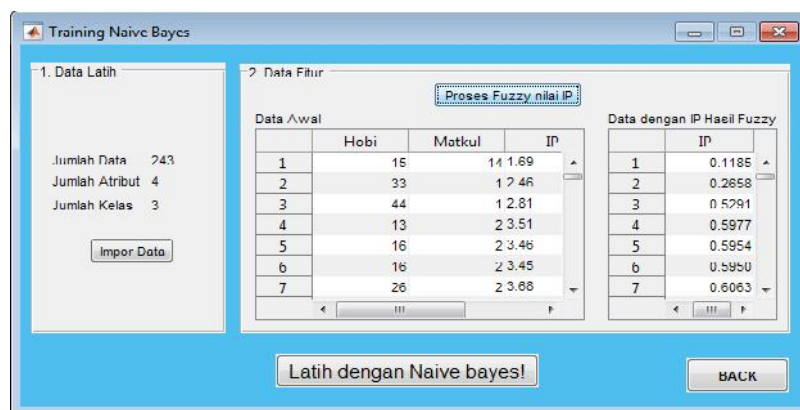 Training Naive Bayes
1. Data Latih
Jumlah Data 243
Jumlah Atribut 4
Jumlah Kelas 3
Impor Data
2. Data Fitur
Proses Fuzzy nilai IP
Data Awal
Hobi Matkul IP
1 15 14 1.69
2 33 1 2.46
3 44 1 2.81
4 13 2 3.51
5 16 2 3.46
6 16 2 3.45
7 26 2 3.68
Data dengan IP Hasil Fuzzy
IP
1 0.1185
2 0.2658
3 0.5291
4 0.5977
5 0.5954
6 0.5950
7 0.6063
Latih dengan Naive bayes!
BACK